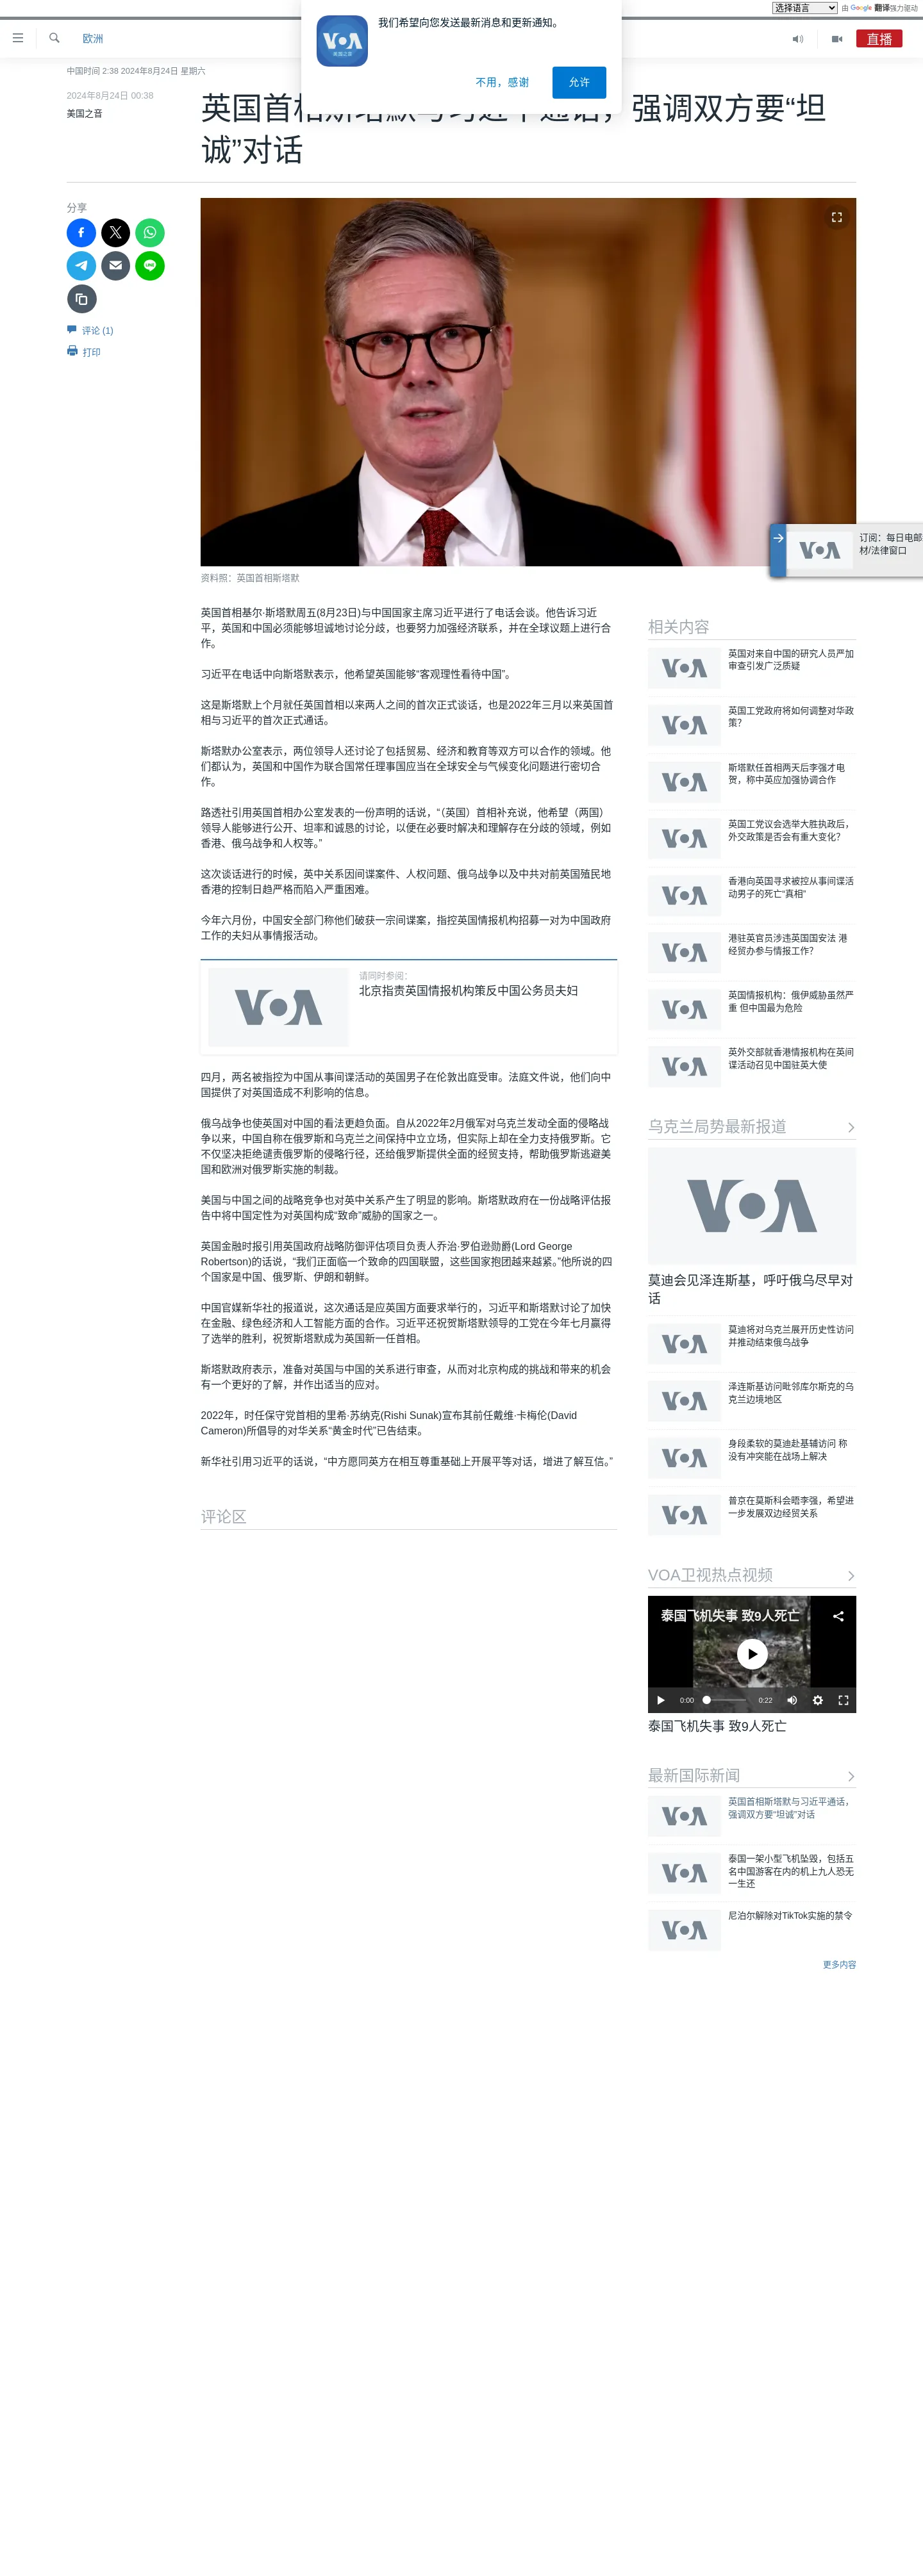 选择语言 由 Google 翻译强力驱动
欧洲
直播
我们希望向您发送最新消息和更新通知。
不用，感谢
允许
中国时间 2:38 2024年8月24日 星期六
2024年8月24日 00:38
美国之音
强调双方要“坦
诚”对话
分享
评论 (1)
打印
资料照：英国首相斯塔默
订阅：每日电邮
材/法律窗口
英国首相基尔·斯塔默周五(8月23日)与中国国家主席习近平进行了电话会谈。他告诉习近
平，英国和中国必须能够坦诚地讨论分歧，也要努力加强经济联系，并在全球议题上进行合
作。
习近平在电话中向斯塔默表示，他希望英国能够“客观理性看待中国”。
这是斯塔默上个月就任英国首相以来两人之间的首次正式谈话，也是2022年三月以来英国首
相与习近平的首次正式通话。
斯塔默办公室表示，两位领导人还讨论了包括贸易、经济和教育等双方可以合作的领域。他
们都认为，英国和中国作为联合国常任理事国应当在全球安全与气候变化问题进行密切合
作。
路透社引用英国首相办公室发表的一份声明的话说，“（英国）首相补充说，他希望（两国）
领导人能够进行公开、坦率和诚恳的讨论，以便在必要时解决和理解存在分歧的领域，例如
香港、俄乌战争和人权等。”
这次谈话进行的时候，英中关系因间谍案件、人权问题、俄乌战争以及中共对前英国殖民地
香港的控制日趋严格而陷入严重困难。
今年六月份，中国安全部门称他们破获一宗间谍案，指控英国情报机构招募一对为中国政府
工作的夫妇从事情报活动。
请同时参阅：
北京指责英国情报机构策反中国公务员夫妇
四月，两名被指控为中国从事间谍活动的英国男子在伦敦出庭受审。法庭文件说，他们向中
国提供了对英国造成不利影响的信息。
俄乌战争也使英国对中国的看法更趋负面。自从2022年2月俄军对乌克兰发动全面的侵略战
争以来，中国自称在俄罗斯和乌克兰之间保持中立立场，但实际上却在全力支持俄罗斯。它
不仅坚决拒绝谴责俄罗斯的侵略行径，还给俄罗斯提供全面的经贸支持，帮助俄罗斯逃避美
国和欧洲对俄罗斯实施的制裁。
美国与中国之间的战略竞争也对英中关系产生了明显的影响。斯塔默政府在一份战略评估报
告中将中国定性为对英国构成“致命”威胁的国家之一。
英国金融时报引用英国政府战略防御评估项目负责人乔治·罗伯逊勋爵(Lord George
Robertson)的话说，“我们正面临一个致命的四国联盟，这些国家抱团越来越紧。”他所说的四
个国家是中国、俄罗斯、伊朗和朝鲜。
中国官媒新华社的报道说，这次通话是应英国方面要求举行的，习近平和斯塔默讨论了加快
在金融、绿色经济和人工智能方面的合作。习近平还祝贺斯塔默领导的工党在今年七月赢得
了选举的胜利，祝贺斯塔默成为英国新一任首相。
斯塔默政府表示，准备对英国与中国的关系进行审查，从而对北京构成的挑战和带来的机会
有一个更好的了解，并作出适当的应对。
2022年，时任保守党首相的里希·苏纳克(Rishi Sunak)宣布其前任戴维·卡梅伦(David
Cameron)所倡导的对华关系“黄金时代”已告结束。
新华社引用习近平的话说，“中方愿同英方在相互尊重基础上开展平等对话，增进了解互信。”
评论区
相关内容
英国对来自中国的研究人员严加
审查引发广泛质疑
英国工党政府将如何调整对华政
策？
斯塔默任首相两天后李强才电
贺，称中英应加强协调合作
英国工党议会选举大胜执政后，
外交政策是否会有重大变化？
香港向英国寻求被控从事间谍活
动男子的死亡“真相”
港驻英官员涉违英国国安法 港
经贸办参与情报工作？
英国情报机构：俄伊威胁虽然严
重 但中国最为危险
英外交部就香港情报机构在英间
谍活动召见中国驻英大使
乌克兰局势最新报道
莫迪会见泽连斯基，呼吁俄乌尽早对
话
莫迪将对乌克兰展开历史性访问
并推动结束俄乌战争
泽连斯基访问毗邻库尔斯克的乌
克兰边境地区
身段柔软的莫迪赴基辅访问 称
没有冲突能在战场上解决
普京在莫斯科会晤李强，希望进
一步发展双边经贸关系
VOA卫视热点视频
泰国飞机失事 致9人死亡
0:00 0:22
泰国飞机失事 致9人死亡
最新国际新闻
英国首相斯塔默与习近平通话，
强调双方要“坦诚”对话
泰国一架小型飞机坠毁，包括五
名中国游客在内的机上九人恐无
一生还
尼泊尔解除对TikTok实施的禁令
更多内容